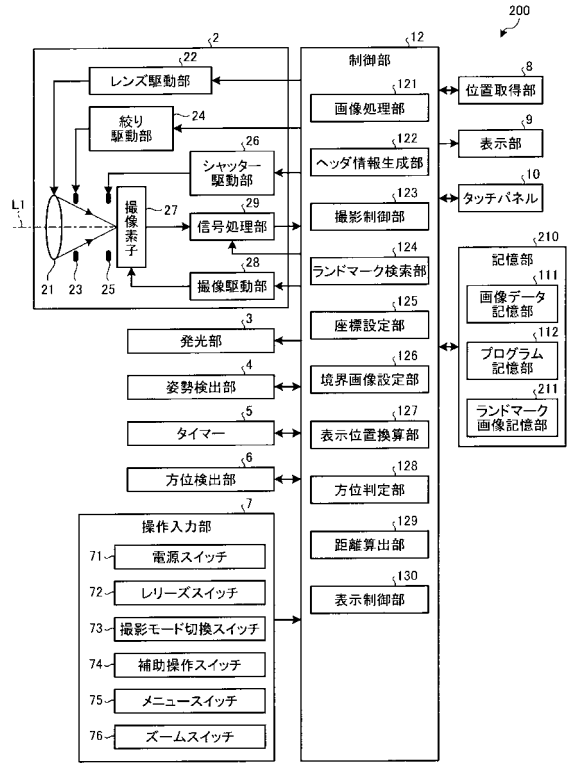 200
2
22
レンズ駆動部
24
絞り
駆動部
26
シャッター
駆動部
L1
撮像素子
27
29
信号処理部
28
撮像駆動部
21
23
25
3
発光部
4
姿勢検出部
5
タイマー
6
方位検出部
7
操作入力部
71
電源スイッチ
72
レリーズスイッチ
73
撮影モード切換スイッチ
74
補助操作スイッチ
75
メニュースイッチ
76
ズームスイッチ
12
制御部
121
画像処理部
122
ヘッダ情報生成部
123
撮影制御部
124
ランドマーク検索部
125
座標設定部
126
境界画像設定部
127
表示位置換算部
128
方位判定部
129
距離算出部
130
表示制御部
8
位置取得部
9
表示部
10
タッチパネル
210
記憶部
111
画像データ
記憶部
112
プログラム
記憶部
211
ランドマーク
画像記憶部